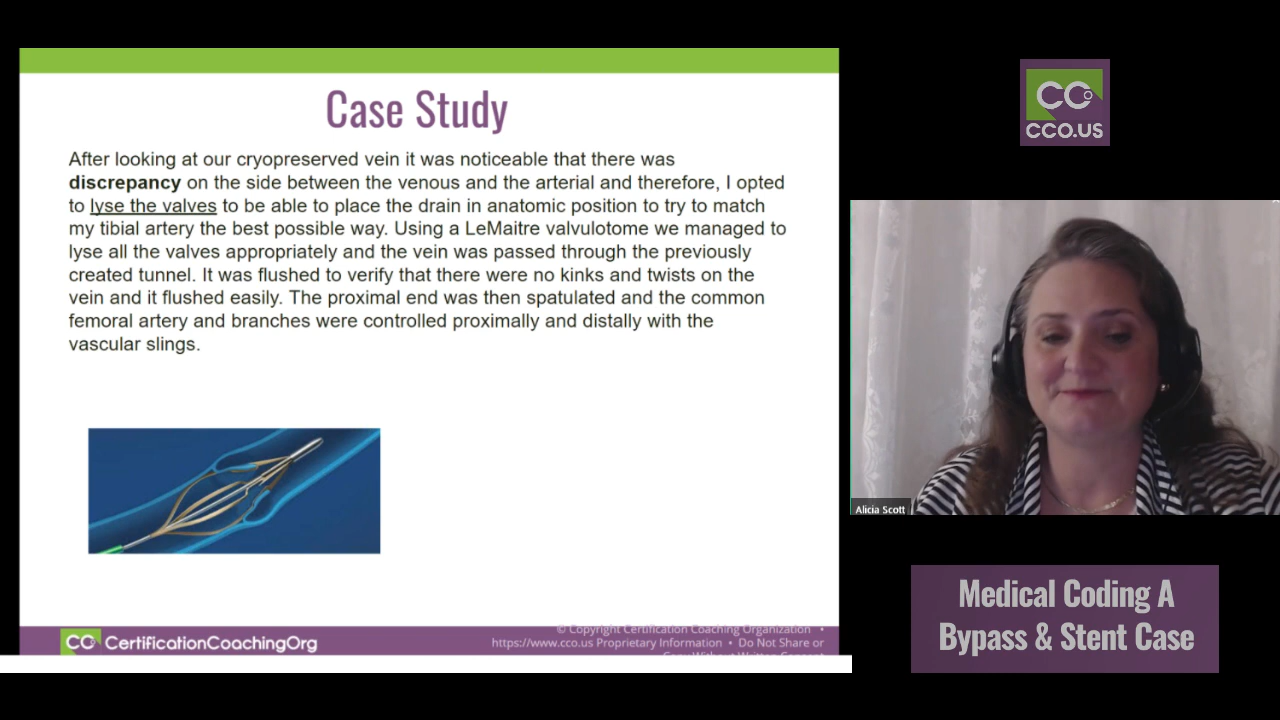 Case Study
After looking at our cryopreserved vein it was noticeable that there was
discrepancy on the side between the venous and the arterial and therefore, I opted
to lyse the valves to be able to place the drain in anatomic position to try to match
my tibial artery the best possible way. Using a LeMaitre valvulotome we managed to
lyse all the valves appropriately and the vein was passed through the previously
created tunnel. It was flushed to verify that there were no kinks and twists on the
vein and it flushed easily. The proximal end was then spatulated and the common
femoral artery and branches were controlled proximally and distally with the
vascular slings.
CO CertificationCoachingOrg
© Copyright Certification Coaching Organization •
https://www.cco.us Proprietary Information • Do Not Share or
CCO
CCO.US
Alicia Scott
Medical Coding A
Bypass & Stent Case